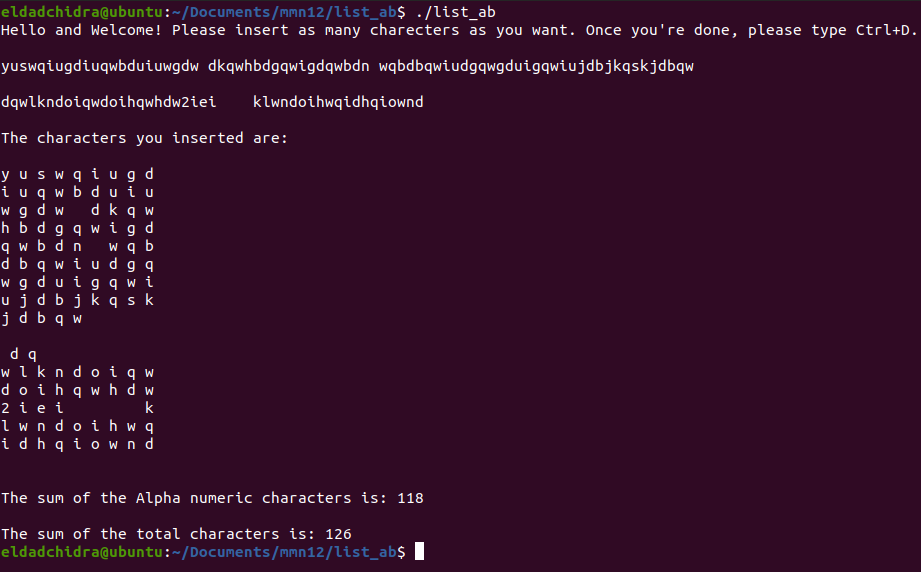 eldadchidra@ubuntu:~/Documents/mmn12/list_ab$ ./list_ab
Hello and Welcome! Please insert as many charecters as you want. Once you're done, please type Ctrl+D.
yuswqiugdiuqwbduiuwgdw dkqwhbdgqwigdqwbdn wqbdbqwiudgqwgduigqwiujdbjkqskjdbqw
dqwlkndoiqwdoihqwhdw2iei    klwndoihwqidhqiownd
The characters you inserted are:
y u s w q i u g d
i u q w b d u i u
w g d w   d k q w
h b d g q w i g d
q w b d n   w q b
d b q w i u d g q
w g d u i g q w i
u j d b j k q s k
j d b q w
 d q
w l k n d o i q w
d o i h q w h d w
2 i e i         k
l w n d o i h w q
i d h q i o w n d
The sum of the Alpha numeric characters is: 118
The sum of the total characters is: 126
eldadchidra@ubuntu:~/Documents/mmn12/list_ab$